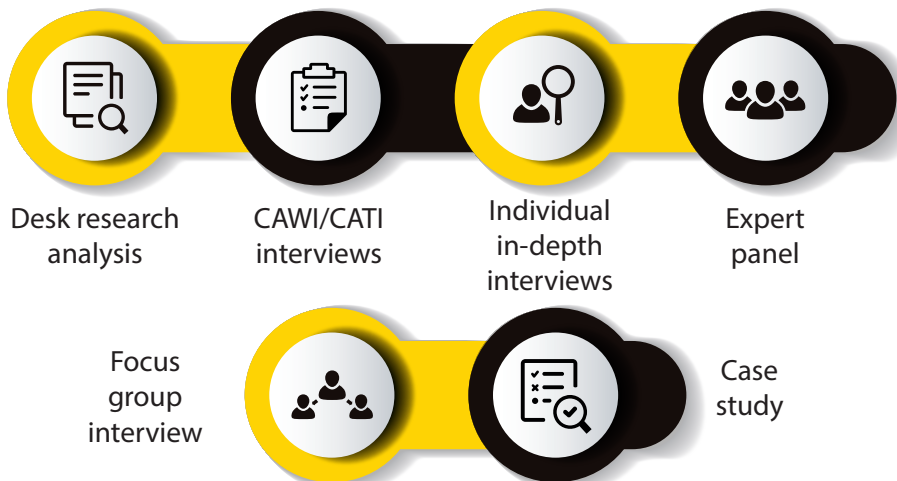 Desk research
analysis
CAWI/CATI
interviews
Individual
in-depth
interviews
Expert
panel
Focus
group
interview
Case
study